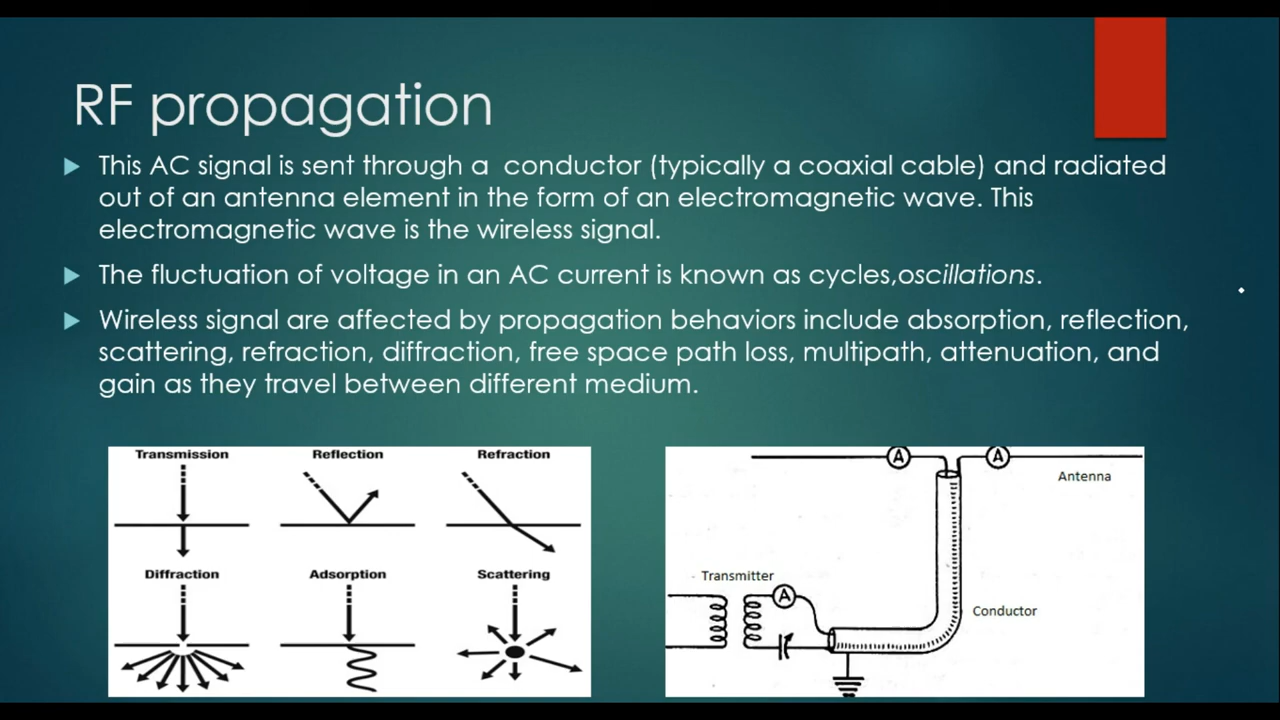 RF propagation
This AC signal is sent through a conductor (typically a coaxial cable) and radiated
out of an antenna element in the form of an electromagnetic wave. This
electromagnetic wave is the wireless signal.
The fluctuation of voltage in an AC current is known as cycles,oscillations.
Wireless signal are affected by propagation behaviors include absorption, reflection,
scattering, refraction, diffraction, free space path loss, multipath, attenuation, and
gain as they travel between different medium.
Transmission Reflection Refraction
Diffraction Adsorption Scattering
A A
Antenna
Transmitter
A
Conductor